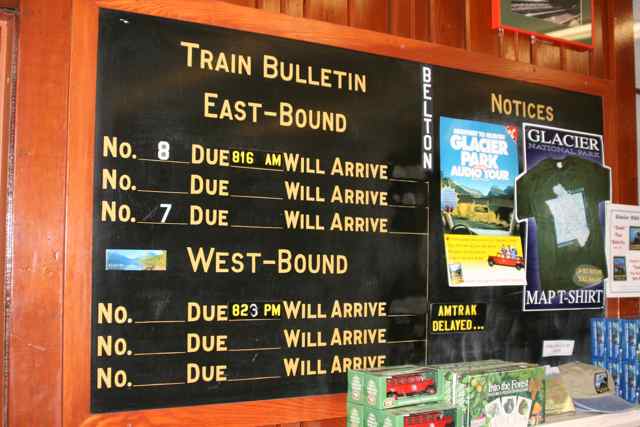 TRAIN BULLETIN
EAST-BOUND
NO. 8 DUE 816 AM WILL ARRIVE
NO. DUE WILL ARRIVE
NO. 7 DUE WILL ARRIVE
WEST-BOUND
NO. DUE 823 PM WILL ARRIVE
NO. DUE WILL ARRIVE
NO. DUE WILL ARRIVE
BELTON
NOTICES
GLACIER
PARK
AUDIO TOUR
GLACIER
NATIONAL PARK
MAP T-SHIRT
AMTRAK
DELAYED...
Into the Forest